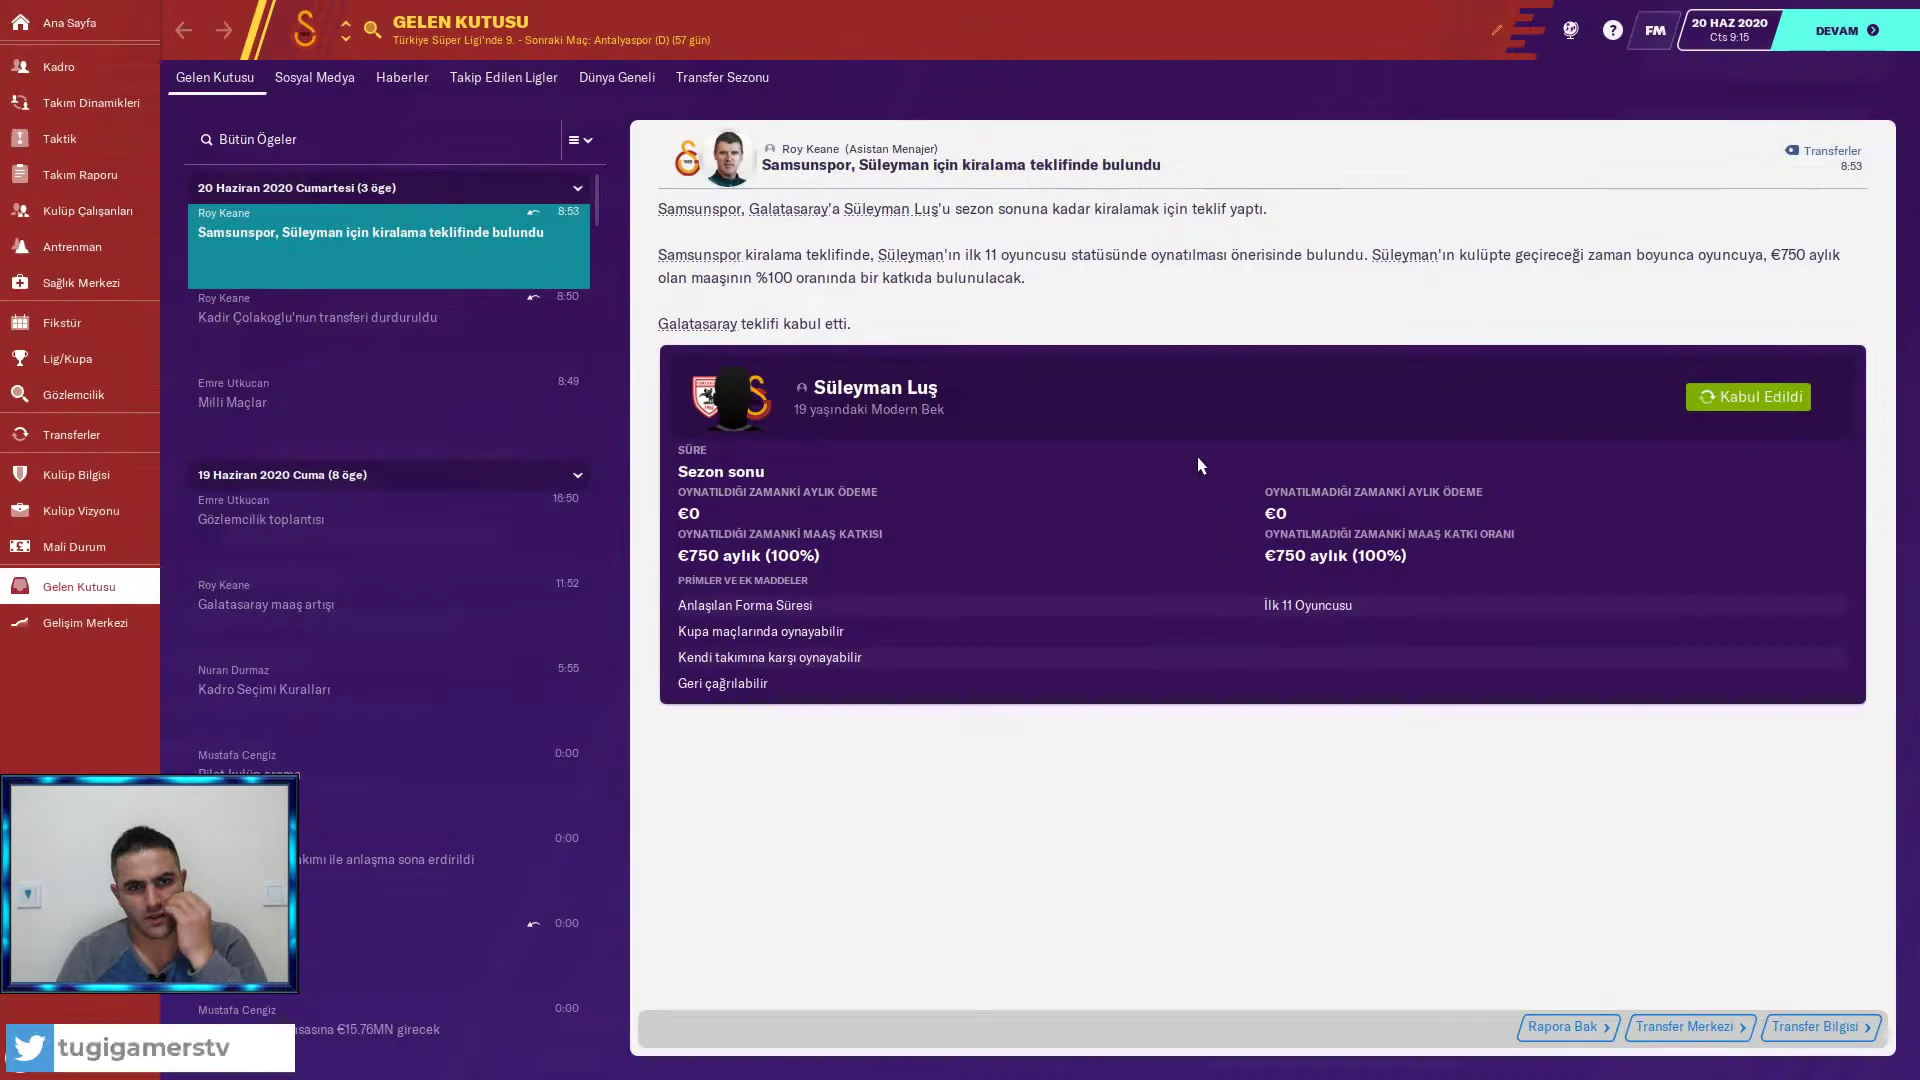 Ana Sayfa
Kadro
Takım Dinamikleri
Taktik
Takım Raporu
Kulüp Çalışanları
Antrenman
Sağlık Merkezi
Fikstür
Lig/Kupa
Gözlemcilik
Transferler
Kulüp Bilgisi
Kulüp Vizyonu
Mali Durum
Gelen Kutusu
Gelişim Merkezi
GELEN KUTUSU
Türkiye Süper Ligi'nde 9. - Sonraki Maç: Antalyaspor (D) (57 gün)
FM
20 HAZ 2020
Cts 9:15
DEVAM
Gelen Kutusu Sosyal Medya Haberler Takip Edilen Ligler Dünya Geneli Transfer Sezonu
Bütün Ögeler
20 Haziran 2020 Cumartesi (3 öge)
Roy Keane 8:53
Samsunspor, Süleyman için kiralama teklifinde bulundu
Roy Keane 8:50
Kadir Çolakoglu'nun transferi durduruldu
Emre Utkucan 8:49
Milli Maçlar
19 Haziran 2020 Cuma (8 öge)
Emre Utkucan 16:50
Gözlemcilik toplantısı
Roy Keane 11:52
Galatasaray maaş artışı
Nuran Durmaz 5:55
Kadro Seçimi Kuralları
Mustafa Cengiz 0:00
0:00
ile anlaşma sona erdirildi
0:00
Mustafa Cengiz 0:00
€15.76MN girecek
tugigamerstv
Roy Keane (Asistan Menajer)
Samsunspor, Süleyman için kiralama teklifinde bulundu
Transferler
8:53
Samsunspor, Galatasaray'a Süleyman Luş'u sezon sonuna kadar kiralamak için teklif yaptı.
Samsunspor kiralama teklifinde, Süleyman'ın ilk 11 oyuncusu statüsünde oynatılması önerisinde bulundu. Süleyman'ın kulüpte geçireceği zaman boyunca oyuncuya, €750 aylık
olan maaşının %100 oranında bir katkıda bulunulacak.
Galatasaray teklifi kabul etti.
Süleyman Luş
19 yaşındaki Modern Bek
Kabul Edildi
SÜRE
Sezon sonu
OYNATILDIĞI ZAMANKİ AYLIK ÖDEME OYNATILMADIĞI ZAMANKİ AYLIK ÖDEME
€0 €0
OYNATILDIĞI ZAMANKİ MAAŞ KATKISI OYNATILMADIĞI ZAMANKİ MAAŞ KATKI ORANI
€750 aylık (100%) €750 aylık (100%)
PRİMLER VE EK MADDELER
Anlaşılan Forma Süresi İlk 11 Oyuncusu
Kupa maçlarında oynayabilir
Kendi takımına karşı oynayabilir
Geri çağrılabilir
Rapora Bak Transfer Merkezi Transfer Bilgisi